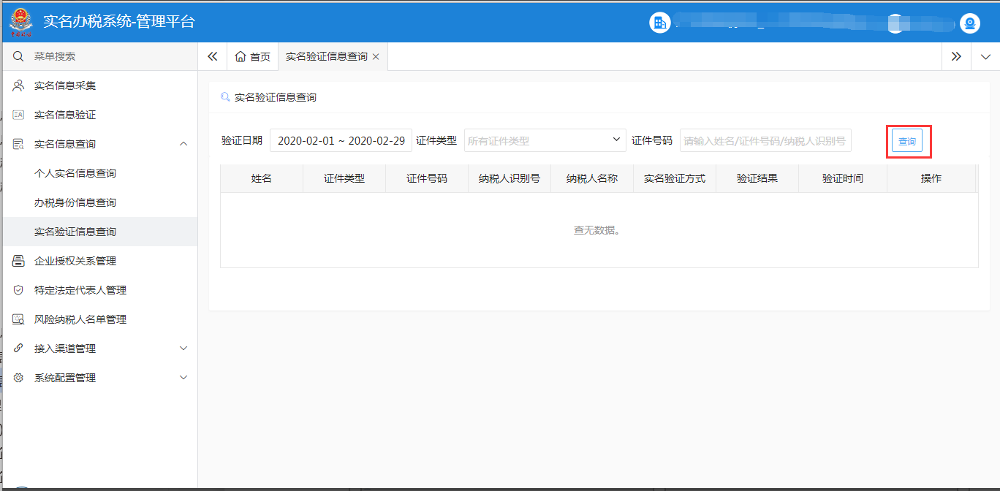 实名办税系统-管理平台
菜单搜索
首页
实名验证信息查询
实名信息采集
实名信息验证
实名信息查询
个人实名信息查询
办税身份信息查询
实名验证信息查询
企业授权关系管理
特定法定代表人管理
风险纳税人名单管理
接入渠道管理
系统配置管理
实名验证信息查询
验证日期 2020-02-01 ~ 2020-02-29 证件类型 所有证件类型 证件号码 请输入姓名/证件号码/纳税人识别号 查询
姓名 证件类型 证件号码 纳税人识别号 纳税人名称 实名验证方式 验证结果 验证时间 操作
查无数据。